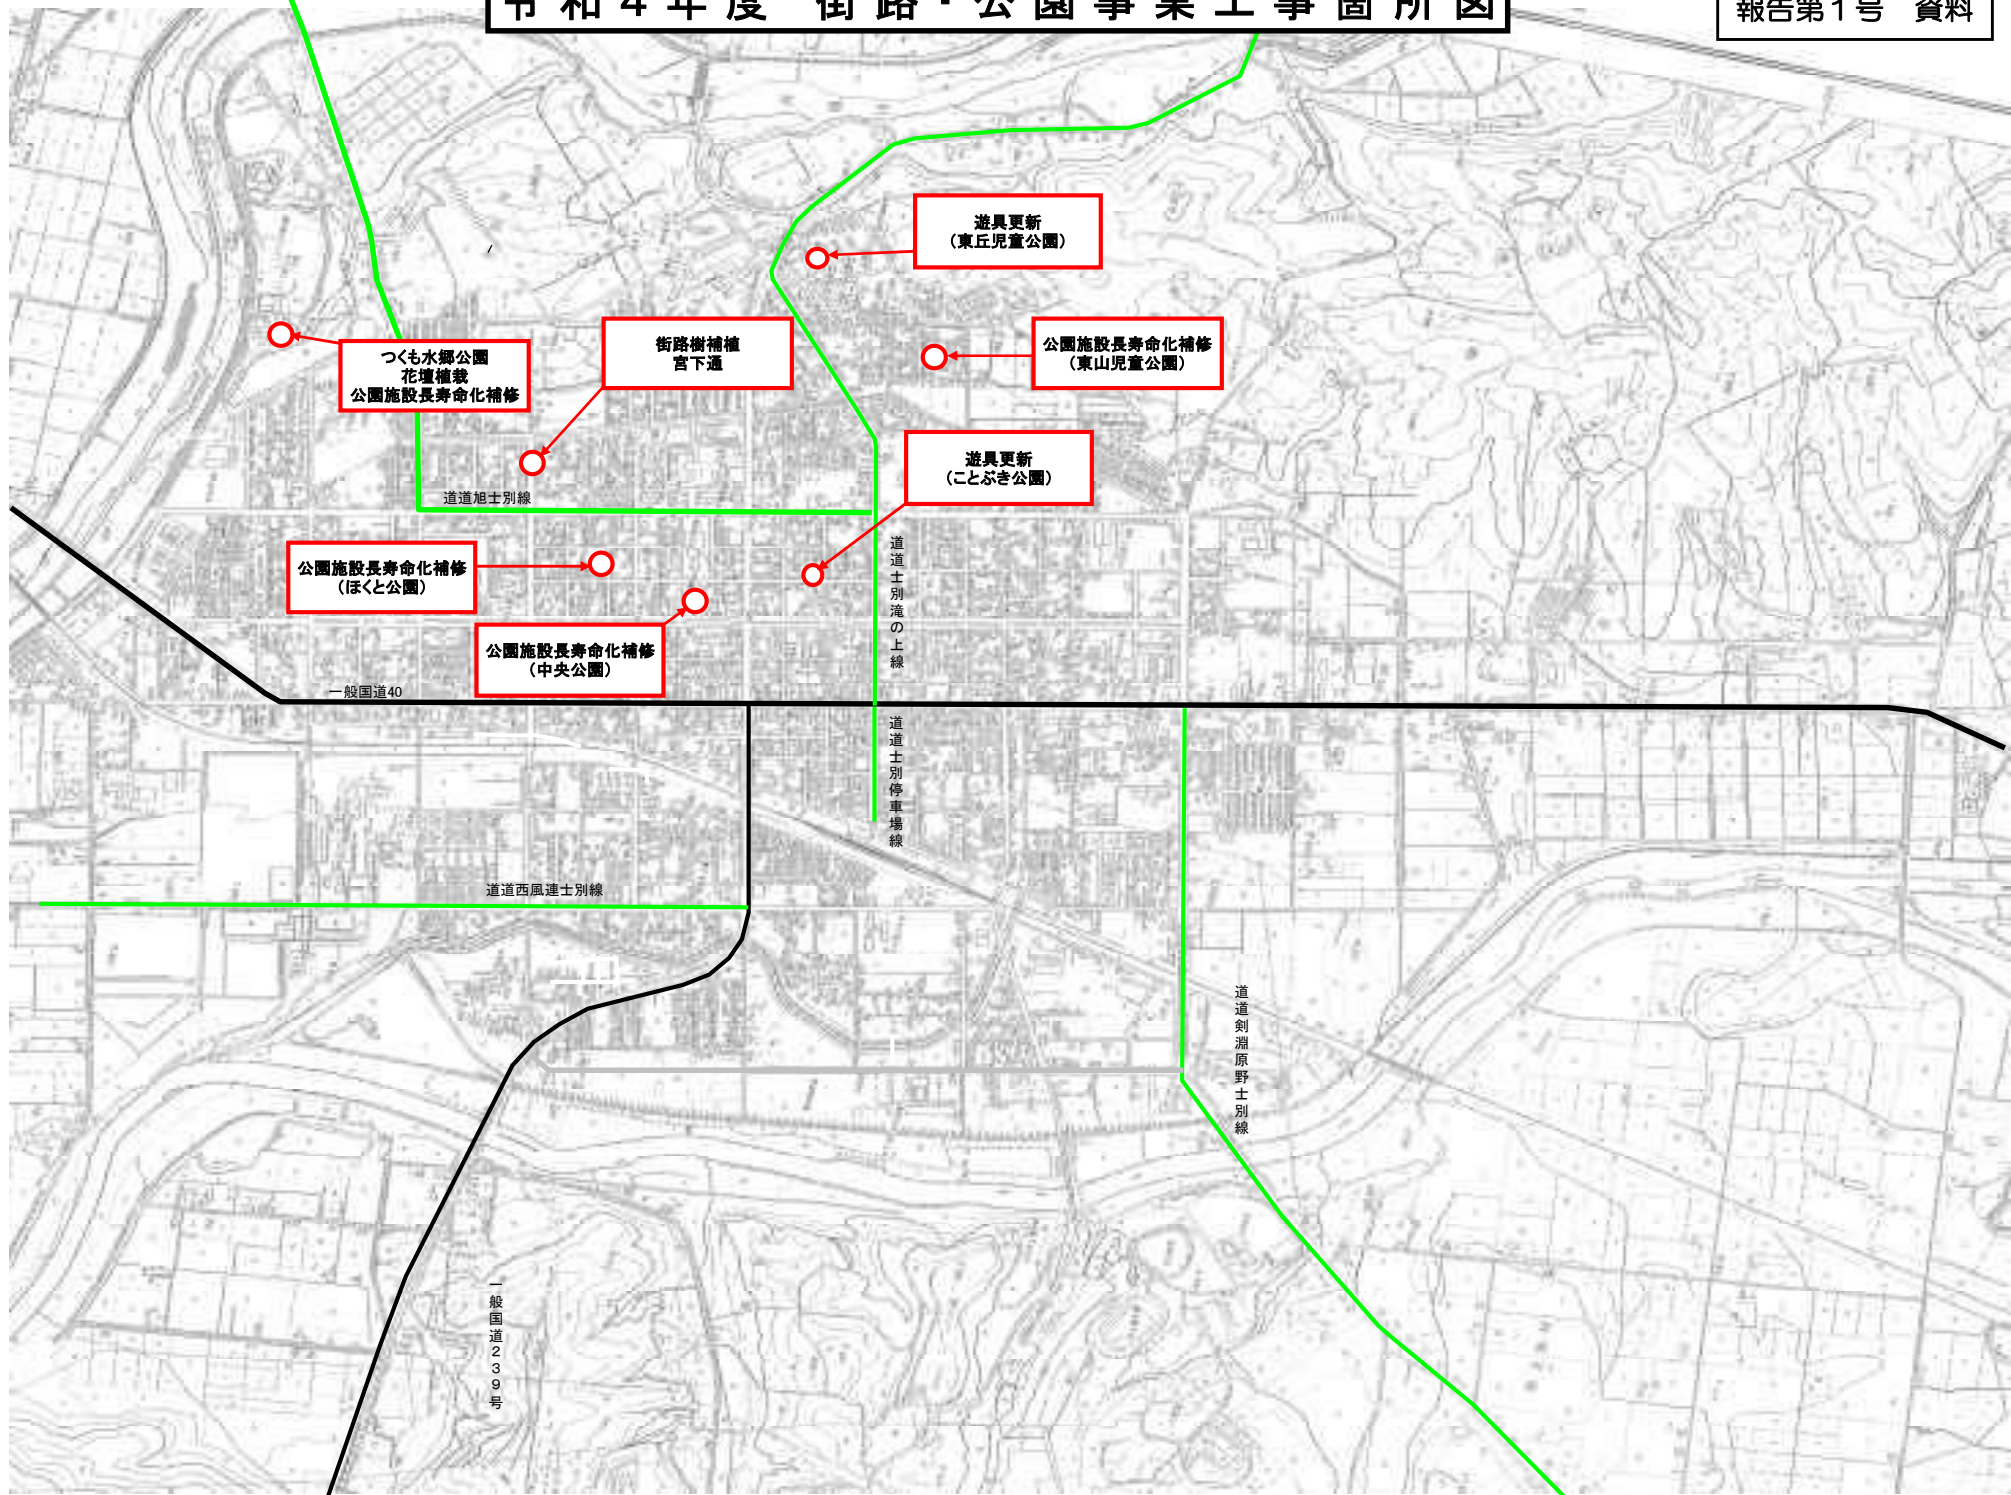 令和４年度　街路・公園事業工事箇所図
報告第１号　資料
遊具更新
（東丘児童公園）
つくも水郷公園
花壇植栽
公園施設長寿命化補修
街路樹補植
宮下通
公園施設長寿命化補修
（東山児童公園）
遊具更新
（ことぶき公園）
道道旭士別線
公園施設長寿命化補修
（ほくと公園）
公園施設長寿命化補修
（中央公園）
道道士別滝の上線
一般国道40
道道士別停車場線
道道西風連士別線
道道剣淵原野士別線
一般国道２３９号